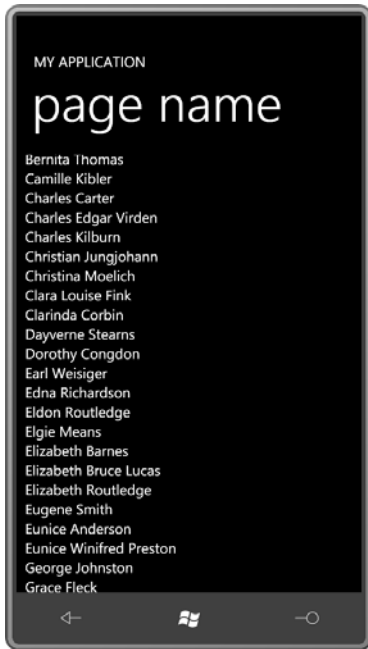 MY APPLICATION
page name
Bernita Thomas
Camille Kibler
Charles Carter
Charles Edgar Virden
Charles Kilburn
Christian Jungjohann
Christina Moelich
Clara Louise Fink
Clarinda Corbin
Dayverne Stearns
Dorothy Congdon
Earl Weisiger
Edna Richardson
Eldon Routledge
Elgie Means
Elizabeth Barnes
Elizabeth Bruce Lucas
Elizabeth Routledge
Eugene Smith
Eunice Anderson
Eunice Winifred Preston
George Johnston
Grace Fleck